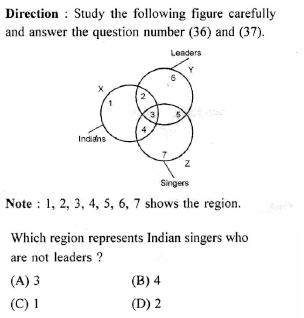 Direction : Study the following figure carefully
and answer the question number (36) and (37).
Leaders
Y
6
X
1
2
3
5
4
Indians
7
Z
Singers
Note : 1, 2, 3, 4, 5, 6, 7 shows the region.
Which region represents Indian singers who
are not leaders ?
(A) 3 (B) 4
(C) 1 (D) 2